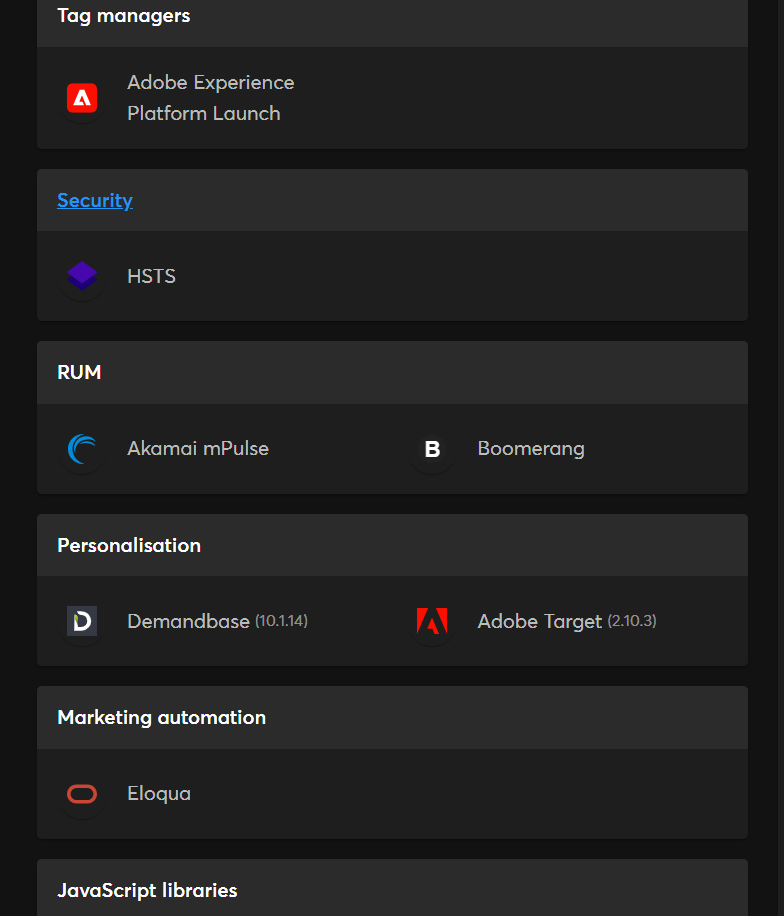 Tag managers
Adobe Experience
Platform Launch
Security
HSTS
RUM
Akamai mPulse
B Boomerang
Personalisation
Demandbase (10.1.14)
Adobe Target (2.10.3)
Marketing automation
Eloqua
JavaScript libraries